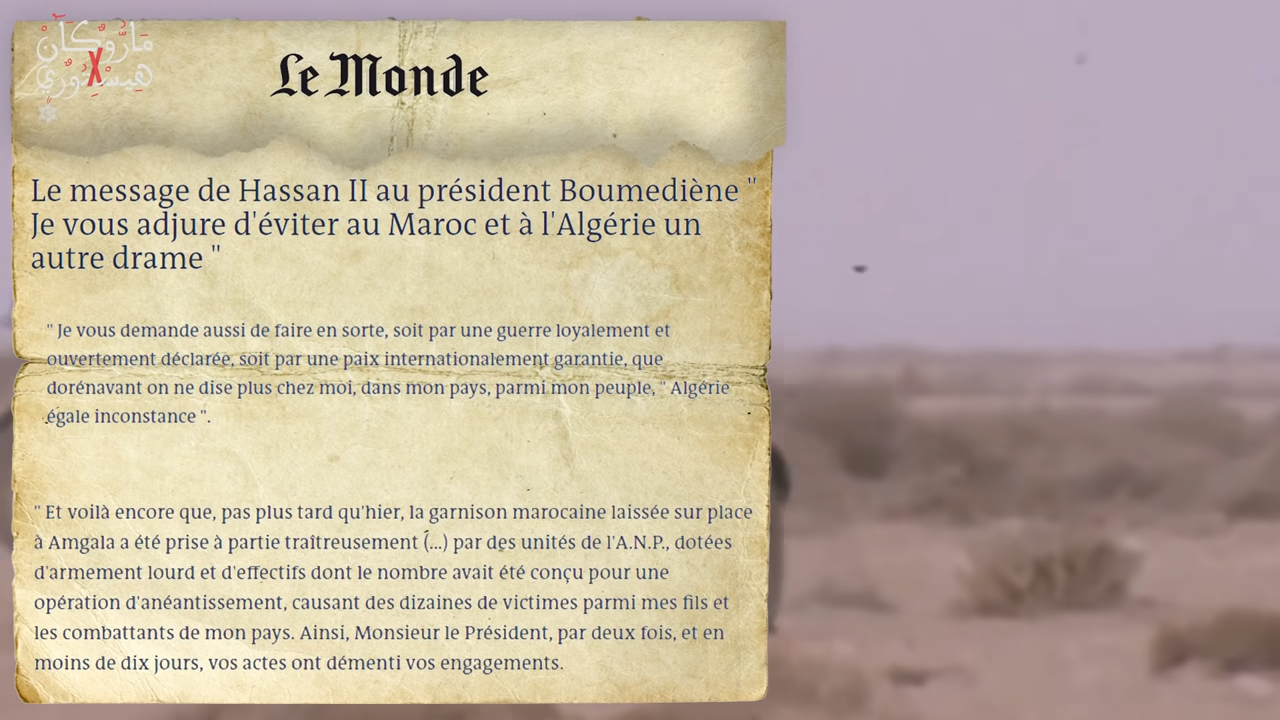 ماروكان
هيستوري
X
Le Monde
Le message de Hassan II au président Boumediène "
Je vous adjure d'éviter au Maroc et à l'Algérie un
autre drame "
" Je vous demande aussi de faire en sorte, soit par une guerre loyalement et
ouvertement déclarée, soit par une paix internationalement garantie, que
dorénavant on ne dise plus chez moi, dans mon pays, parmi mon peuple, " Algérie
égale inconstance ".
" Et voilà encore que, pas plus tard qu'hier, la garnison marocaine laissée sur place
à Amgala a été prise à partie traîtreusement (...) par des unités de l'A.N.P., dotées
d'armement lourd et d'effectifs dont le nombre avait été conçu pour une
opération d'anéantissement, causant des dizaines de victimes parmi mes fils et
les combattants de mon pays. Ainsi, Monsieur le Président, par deux fois, et en
moins de dix jours, vos actes ont démenti vos engagements.